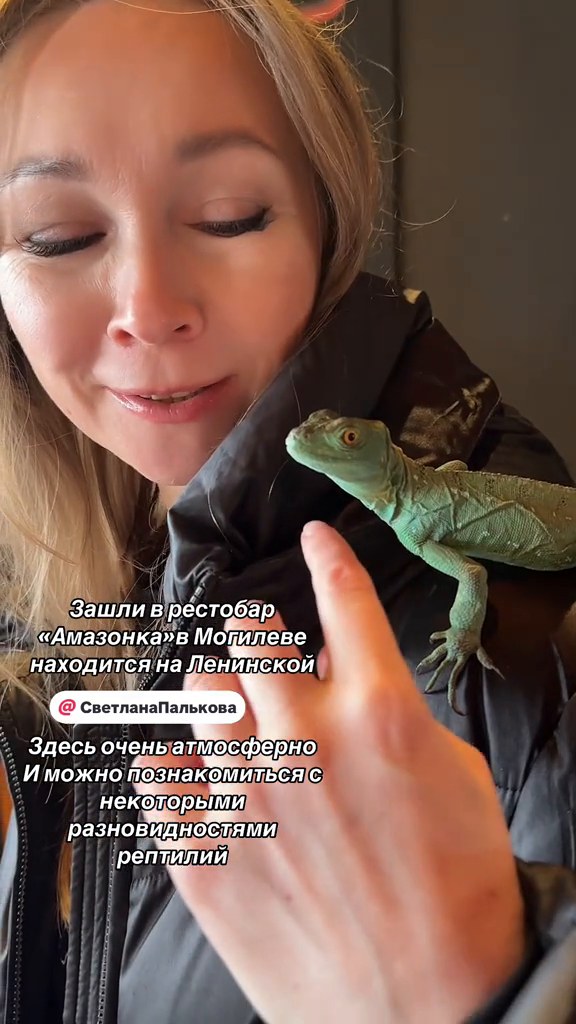 Зашли в рестобар
«Амазонка»в Могилеве
находится на Ленинской
@ СветланаПалькова
Здесь очень атмосферно
И можно познакомиться с
некоторыми
разновидностями
рептилий